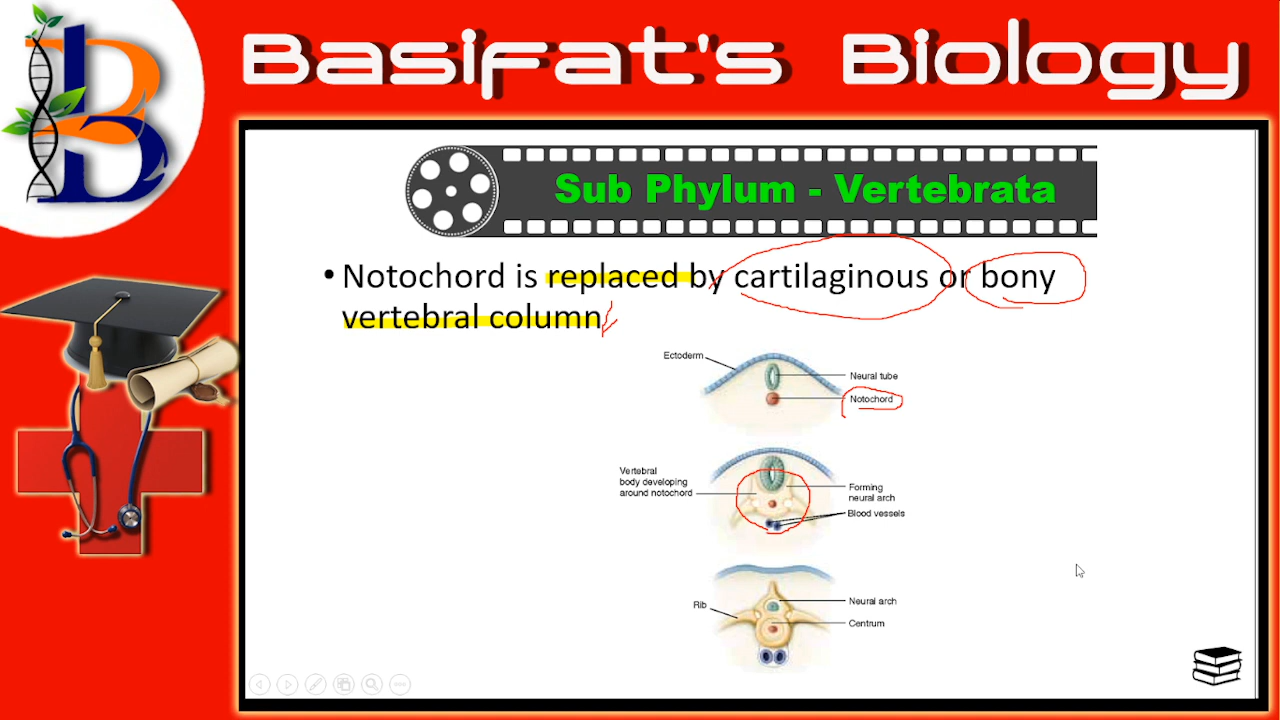 Basifat's Biology
Sub Phylum - Vertebrata
• Notochord is replaced by cartilaginous or bony
vertebral column
Ectoderm
Neural tube
Notochord
Vertebral
body developing
around notochord
Forming
neural arch
Blood vessels
Rib
Neural arch
Centrum